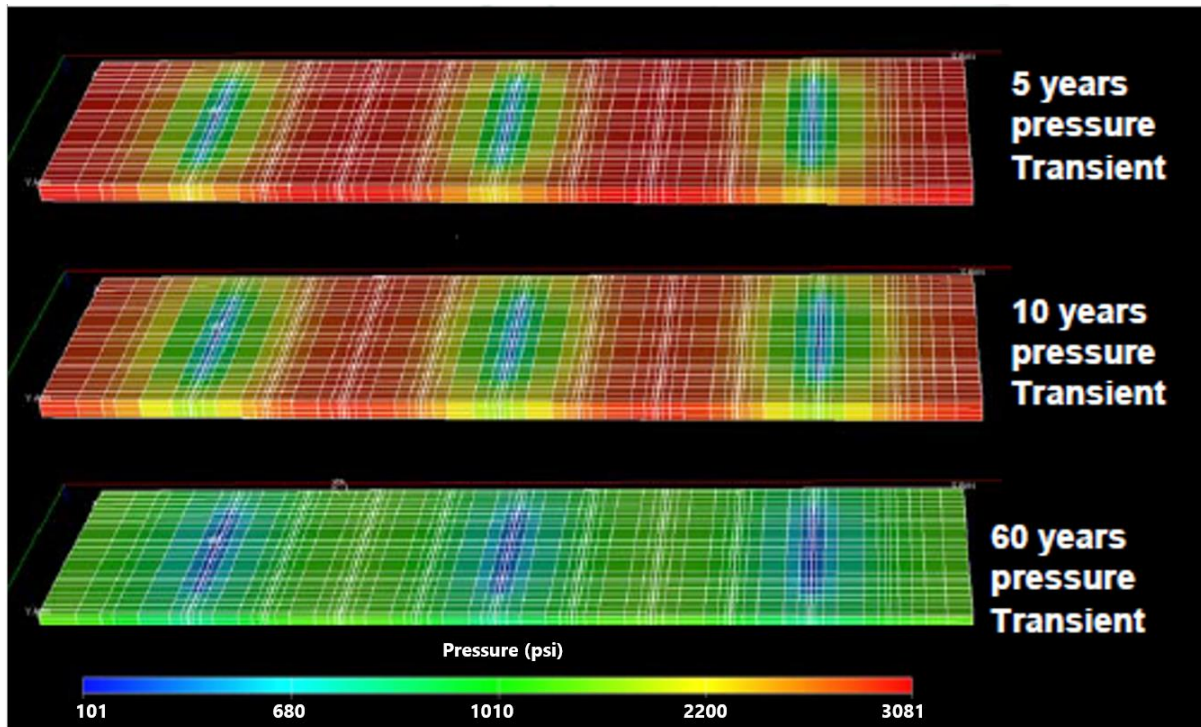 5 years
pressure
Transient
10 years
pressure
Transient
60 years
pressure
Transient
Pressure (psi)
101 680 1010 2200 3081